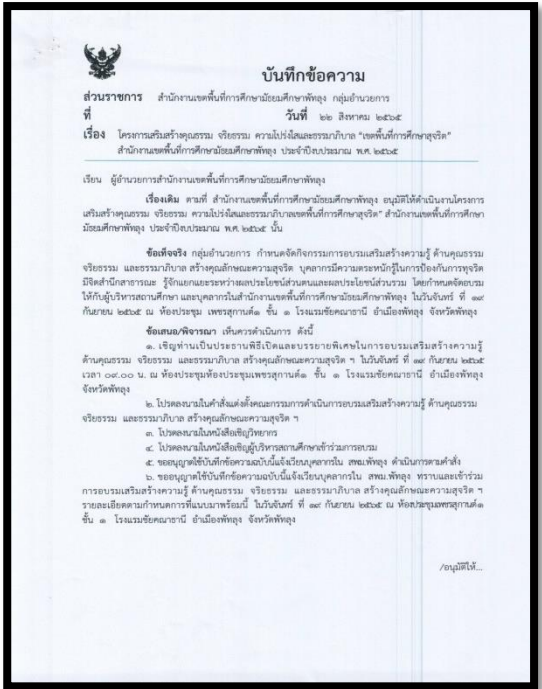 บันทึกข้อความ
ส่วนราชการ สำนักงานเขตพื้นที่การศึกษามัธยมศึกษาพัทลุง กลุ่มอำนวยการ
ที่ วันที่ ๒๒ สิงหาคม ๒๕๖๕
เรื่อง โครงการเสริมสร้างคุณธรรม จริยธรรม ความโปร่งใสและธรรมาภิบาล "เขตพื้นที่การศึกษาสุจริต"
สำนักงานเขตพื้นที่การศึกษามัธยมศึกษาพัทลุง ประจำปีงบประมาณ พ.ศ. ๒๕๖๕
เรียน ผู้อำนวยการสำนักงานเขตพื้นที่การศึกษามัธยมศึกษาพัทลุง
เรื่องเดิม ตามที่ สำนักงานเขตพื้นที่การศึกษามัธยมศึกษาพัทลุง อนุมัติให้ดำเนินงานโครงการ
เสริมสร้างคุณธรรม จริยธรรม ความโปร่งใสและธรรมาภิบาลเขตพื้นที่การศึกษาสุจริต" สำนักงานเขตพื้นที่การศึกษา
มัธยมศึกษาพัทลุง ประจำปีงบประมาณ พ.ศ. ๒๕๖๕ นั้น
ข้อเท็จจริง กลุ่มอำนวยการ กำหนดจัดกิจกรรมการอบรมเสริมสร้างความรู้ ด้านคุณธรรม
จริยธรรม และธรรมาภิบาล สร้างคุณลักษณะความสุจริต บุคลากรมีความตระหนักรู้ในการป้องกันการทุจริต
มีจิตสำนึกสาธารณะ รู้จักแยกแยะระหว่างผลประโยชน์ส่วนตนและผลประโยชน์ส่วนรวม โดยกำหนดจัดอบรม
ให้กับผู้บริหารสถานศึกษา และบุคลากรในสำนักงานเขตพื้นที่การศึกษามัธยมศึกษาพัทลุง ในวันจันทร์ ที่ ๑๙
กันยายน ๒๕๖๕ ณ ห้องประชุม เพชรสุกานต์๑ ชั้น ๑ โรงแรมชัยคณาธานี อำเมืองพัทลุง จังหวัดพัทลุง
ข้อเสนอ/พิจารณา เห็นควรดำเนินการ ดังนี้
๑. เชิญท่านเป็นประธานพิธีเปิดและบรรยายพิเศษในการอบรมเสริมสร้างความรู้
ด้านคุณธรรม จริยธรรม และธรรมาภิบาล สร้างคุณลักษณะความสุจริต ฯ ในวันจันทร์ ที่ ๑๙ กันยายน ๒๕๖๕
เวลา ๐๙.๐๐ น. ณ ห้องประชุมห้องประชุมเพชรสุกานต์๑ ชั้น ๑ โรงแรมชัยคณาธานี อำเมืองพัทลุง
จังหวัดพัทลุง
๒. โปรดลงนามในคำสั่งแต่งตั้งคณะกรรมการดำเนินการอบรมเสริมสร้างความรู้ ด้านคุณธรรม
จริยธรรม และธรรมาภิบาล สร้างคุณลักษณะความสุจริต ฯ
๓. โปรดลงนามในหนังสือเชิญวิทยากร
๔. โปรดลงนามในหนังสือเชิญผู้บริหารสถานศึกษาเข้าร่วมการอบรม
๕. ขออนุญาตใช้บันทึกข้อความฉบับนี้แจ้งเวียนบุคลากรใน สพม.พัทลุง ดำเนินการตามคำสั่ง
๖. ขออนุญาตใช้บันทึกข้อความฉบับนี้แจ้งเวียนบุคลากรใน สพม.พัทลุง ทราบและเข้าร่วม
การอบรมเสริมสร้างความรู้ ด้านคุณธรรม จริยธรรม และธรรมาภิบาล สร้างคุณลักษณะความสุจริต ฯ
รายละเอียดตามกำหนดการที่แนบมาพร้อมนี้ ในวันจันทร์ ที่ ๑๙ กันยายน ๒๕๖๕ ณ ห้องประชุมเพชรสุกานต์๑
ชั้น ๑ โรงแรมชัยคณาธานี อำเมืองพัทลุง จังหวัดพัทลุง
/อนุมัติให้...